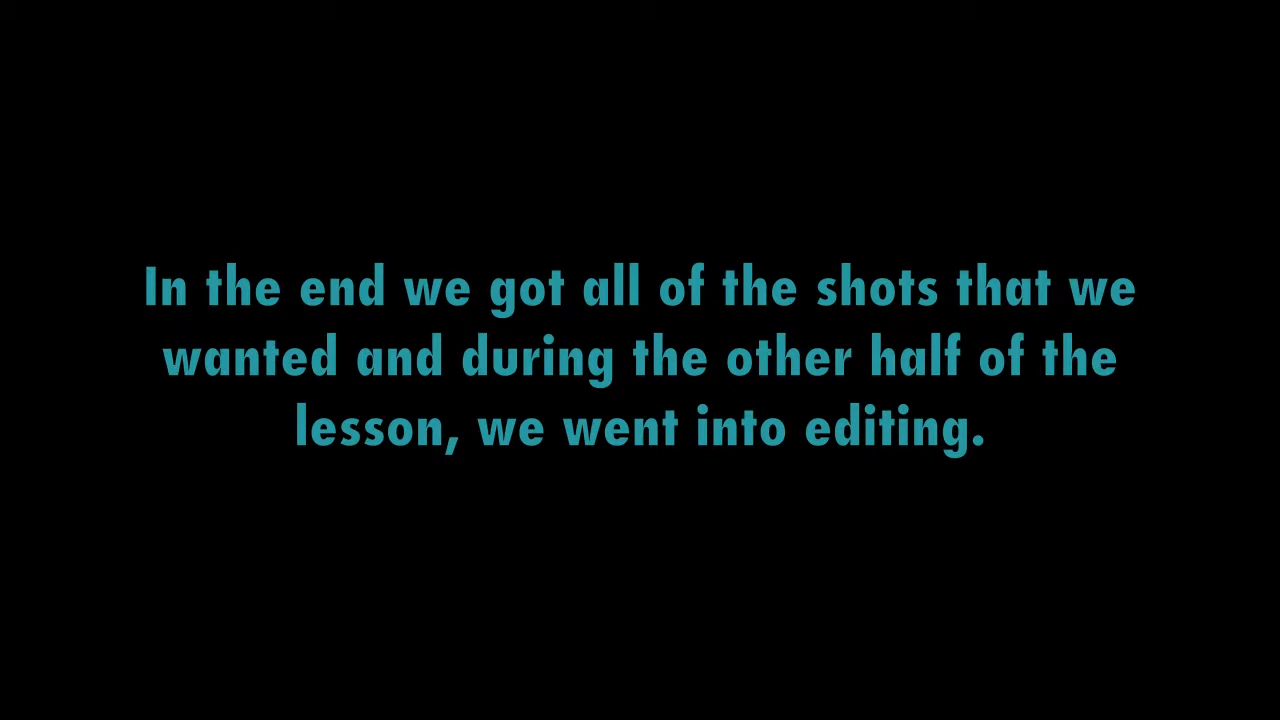 In the end we got all of the shots that we
wanted and during the other half of the
lesson, we went into editing.